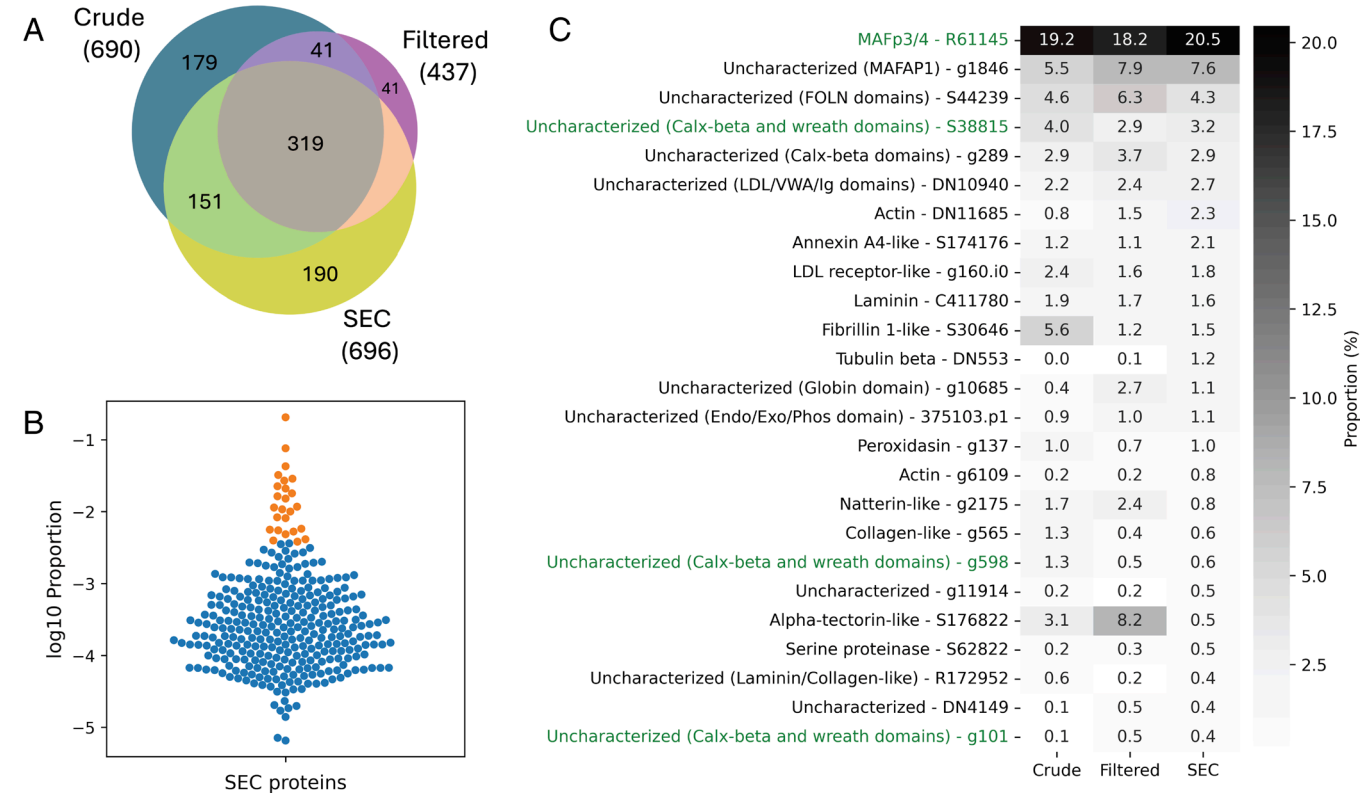 A
Crude
(690)
Filtered
(437)
179
41
41
319
151
190
SEC
(696)
B
log10 Proportion
−1
−2
−3
−4
−5
SEC proteins
C
MAFp3/4 - R61145 19.2 18.2 20.5
Uncharacterized (MAFAP1) - g1846 5.5 7.9 7.6
Uncharacterized (FOLN domains) - S44239 4.6 6.3 4.3
Uncharacterized (Calx-beta and wreath domains) - S38815 4.0 2.9 3.2
Uncharacterized (Calx-beta domains) - g289 2.9 3.7 2.9
Uncharacterized (LDL/VWA/Ig domains) - DN10940 2.2 2.4 2.7
Actin - DN11685 0.8 1.5 2.3
Annexin A4-like - S174176 1.2 1.1 2.1
LDL receptor-like - g160.i0 2.4 1.6 1.8
Laminin - C411780 1.9 1.7 1.6
Fibrillin 1-like - S30646 5.6 1.2 1.5
Tubulin beta - DN553 0.0 0.1 1.2
Uncharacterized (Globin domain) - g10685 0.4 2.7 1.1
Uncharacterized (Endo/Exo/Phos domain) - 375103.p1 0.9 1.0 1.1
Peroxidasin - g137 1.0 0.7 1.0
Actin - g6109 0.2 0.2 0.8
Natterin-like - g2175 1.7 2.4 0.8
Collagen-like - g565 1.3 0.4 0.6
Uncharacterized (Calx-beta and wreath domains) - g598 1.3 0.5 0.6
Uncharacterized - g11914 0.2 0.2 0.5
Alpha-tectorin-like - S176822 3.1 8.2 0.5
Serine proteinase - S62822 0.2 0.3 0.5
Uncharacterized (Laminin/Collagen-like) - R172952 0.6 0.2 0.4
Uncharacterized - DN4149 0.1 0.5 0.4
Uncharacterized (Calx-beta and wreath domains) - g101 0.1 0.5 0.4
Crude Filtered SEC
20.0
17.5
15.0
12.5
10.0
7.5
5.0
2.5
Proportion (%)